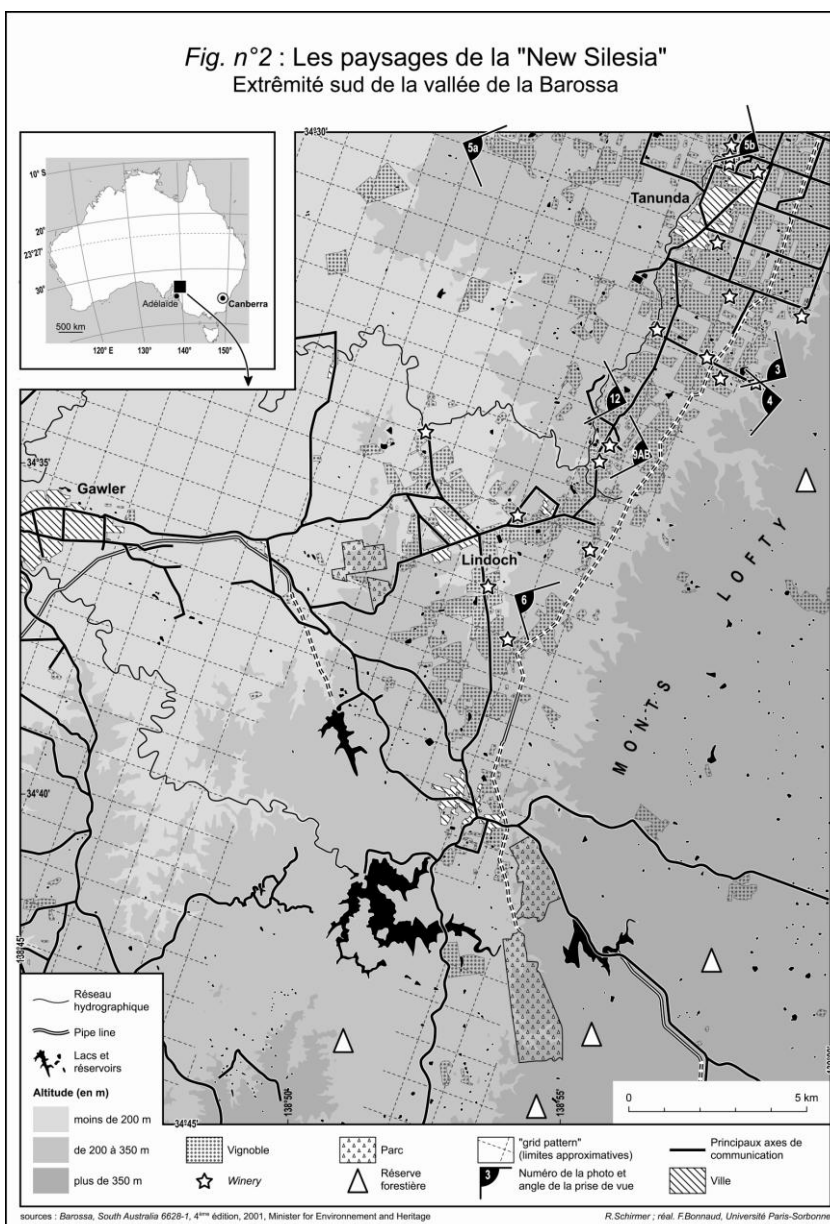 Fig. n°2 : Les paysages de la "New Silesia"
Extrêmité sud de la vallée de la Barossa
10° S
20°
23°27'
30°
Adélaïde
Canberra
500 km
120° E
130°
140°
150°
34°30'
5a
5b
Tanunda
3
4
12
9AB
34°35'
Gawler
Lindoch
6
MONTS LOFTY
34°40'
138°45'
138°50'
138°55'
34°45'
Réseau
hydrographique
Pipe line
Lacs et
réservoirs
Altitude (en m)
moins de 200 m
de 200 à 350 m
plus de 350 m
Vignoble
Winery
Parc
Réserve
forestière
"grid pattern"
(limites approximatives)
3
Numéro de la photo et
angle de la prise de vue
Principaux axes de
communication
Ville
0
5 km
sources : Barossa, South Australia 6628-1, 4ème édition, 2001, Minister for Environnement and Heritage
R.Schirmer ; réal. F.Bonnaud, Université Paris-Sorbonne